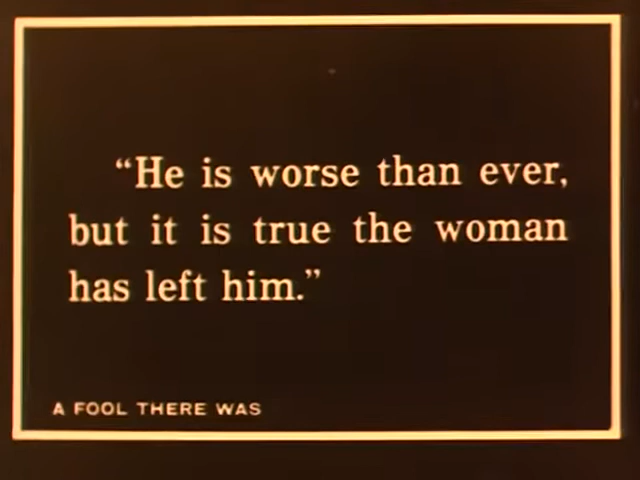 “He is worse than ever,
but it is true the woman
has left him.”
A FOOL THERE WAS